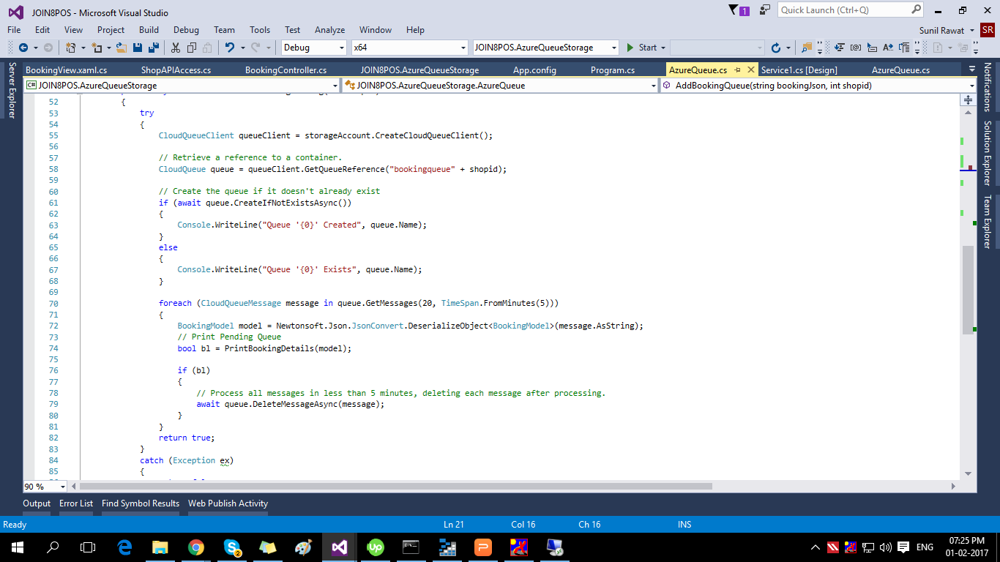 JOIN8POS - Microsoft Visual Studio
1
Quick Launch (Ctrl+Q)
File Edit View Project Build Debug Team Tools Test Analyze Window Help
Sunil Rawat SR
Debug x64 JOIN8POS.AzureQueueStorage Start
BookingView.xaml.cs ShopAPIAccess.cs BookingController.cs JOIN8POS.AzureQueueStorage App.config Program.cs AzureQueue.cs Service1.cs [Design] AzureQueue.cs
JOIN8POS.AzureQueueStorage JOIN8POS.AzureQueueStorage.AzureQueue AddBookingQueue(string bookingJson, int shopid)
Server Explorer
Notifications
Solution Explorer
Team Explorer
52 {
53 try
54 {
55 CloudQueueClient queueClient = storageAccount.CreateCloudQueueClient();
56
57 // Retrieve a reference to a container.
58 CloudQueue queue = queueClient.GetQueueReference("bookingqueue" + shopid);
59
60 // Create the queue if it doesn't already exist
61 if (await queue.CreateIfNotExistsAsync())
62 {
63 Console.WriteLine("Queue '{0}' Created", queue.Name);
64 }
65 else
66 {
67 Console.WriteLine("Queue '{0}' Exists", queue.Name);
68 }
69
70 foreach (CloudQueueMessage message in queue.GetMessages(20, TimeSpan.FromMinutes(5)))
71 {
72 BookingModel model = Newtonsoft.Json.JsonConvert.DeserializeObject<BookingModel>(message.AsString);
73 // Print Pending Queue
74 bool bl = PrintBookingDetails(model);
75
76 if (bl)
77 {
78 // Process all messages in less than 5 minutes, deleting each message after processing.
79 await queue.DeleteMessageAsync(message);
80 }
81 }
82 return true;
83 }
84 catch (Exception ex)
85 {
90 %
Output Error List Find Symbol Results Web Publish Activity
Ready Ln 21 Col 16 Ch 16 INS
2
ENG
07:25 PM
01-02-2017